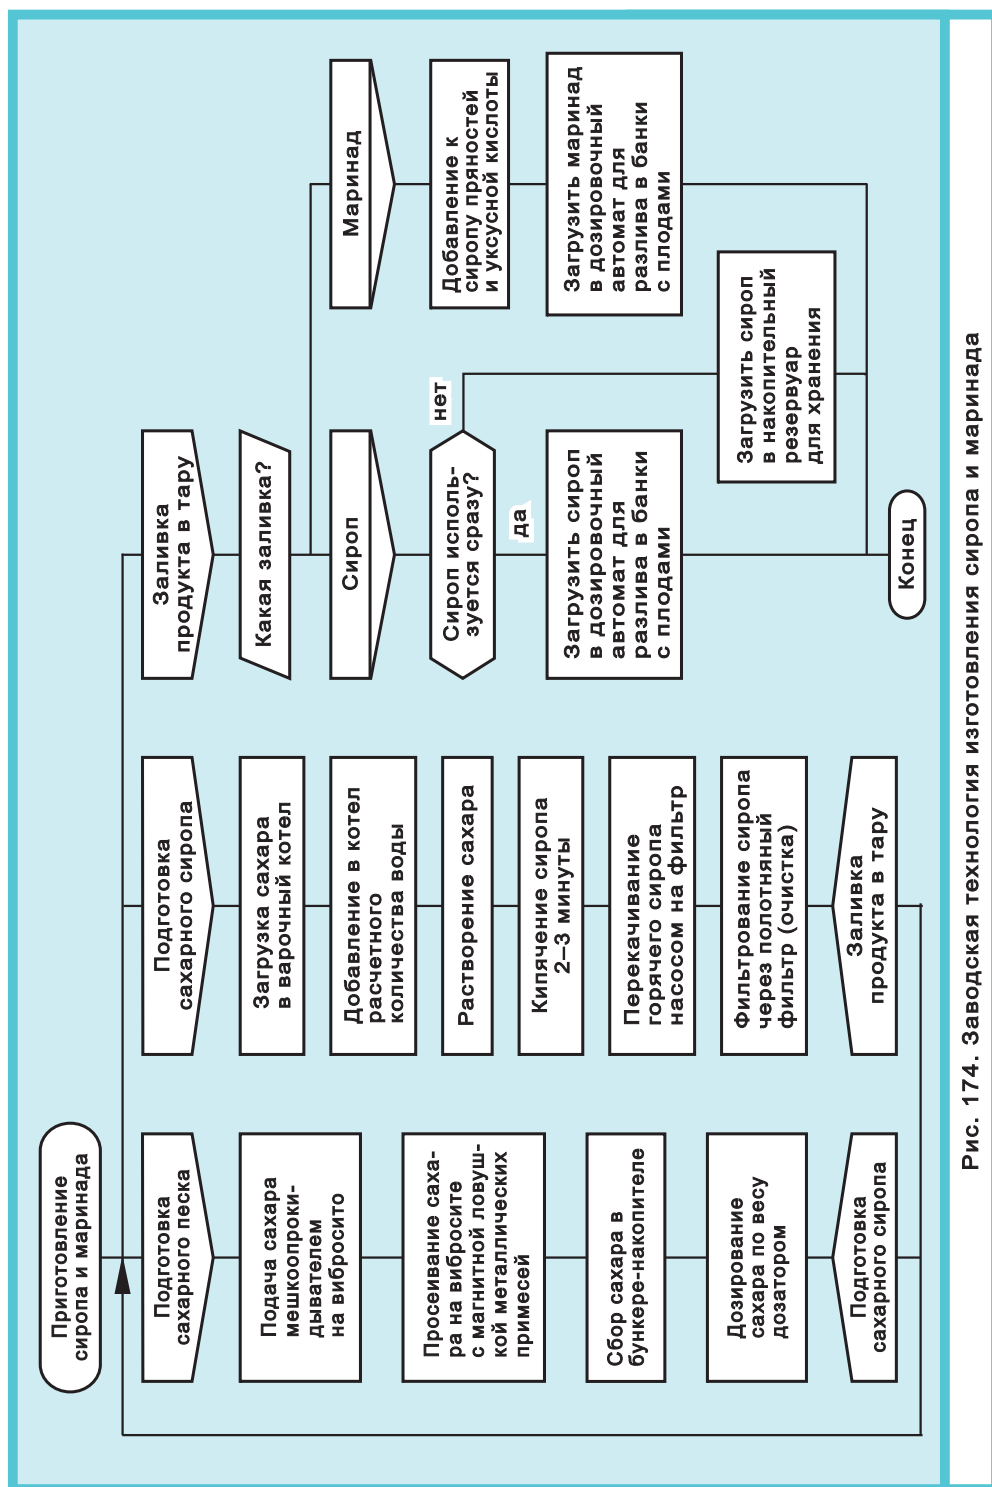 Приготовление
сиропа и маринада
Подготовка
сахарного песка
Подача сахара
мешкоопроки-
дывателем
на вибросито
Просеивание саха-
ра на вибросите
с магнитной ловуш-
кой металлических
примесей
Сбор сахара в
бункере-накопителе
Дозирование
сахара по весу
дозатором
Подготовка
сахарного сиропа
Подготовка
сахарного сиропа
Загрузка сахара
в варочный котел
Добавление в котел
расчетного
количества воды
Растворение сахара
Кипячение сиропа
2–3 минуты
Перекачивание
горячего сиропа
насосом на фильтр
Фильтрование сиропа
через полотняный
фильтр (очистка)
Заливка
продукта в тару
Заливка
продукта в тару
Какая заливка?
Сироп
Сироп исполь-
зуется сразу?
да
нет
Загрузить сироп
в дозировочный
автомат для
разлива в банки
с плодами
Загрузить сироп
в накопительный
резервуар
для хранения
Маринад
Добавление к
сиропу пряностей
и уксусной кислоты
Загрузить маринад
в дозировочный
автомат для
разлива в банки
с плодами
Конец
Рис. 174. Заводская технология изготовления сиропа и маринада